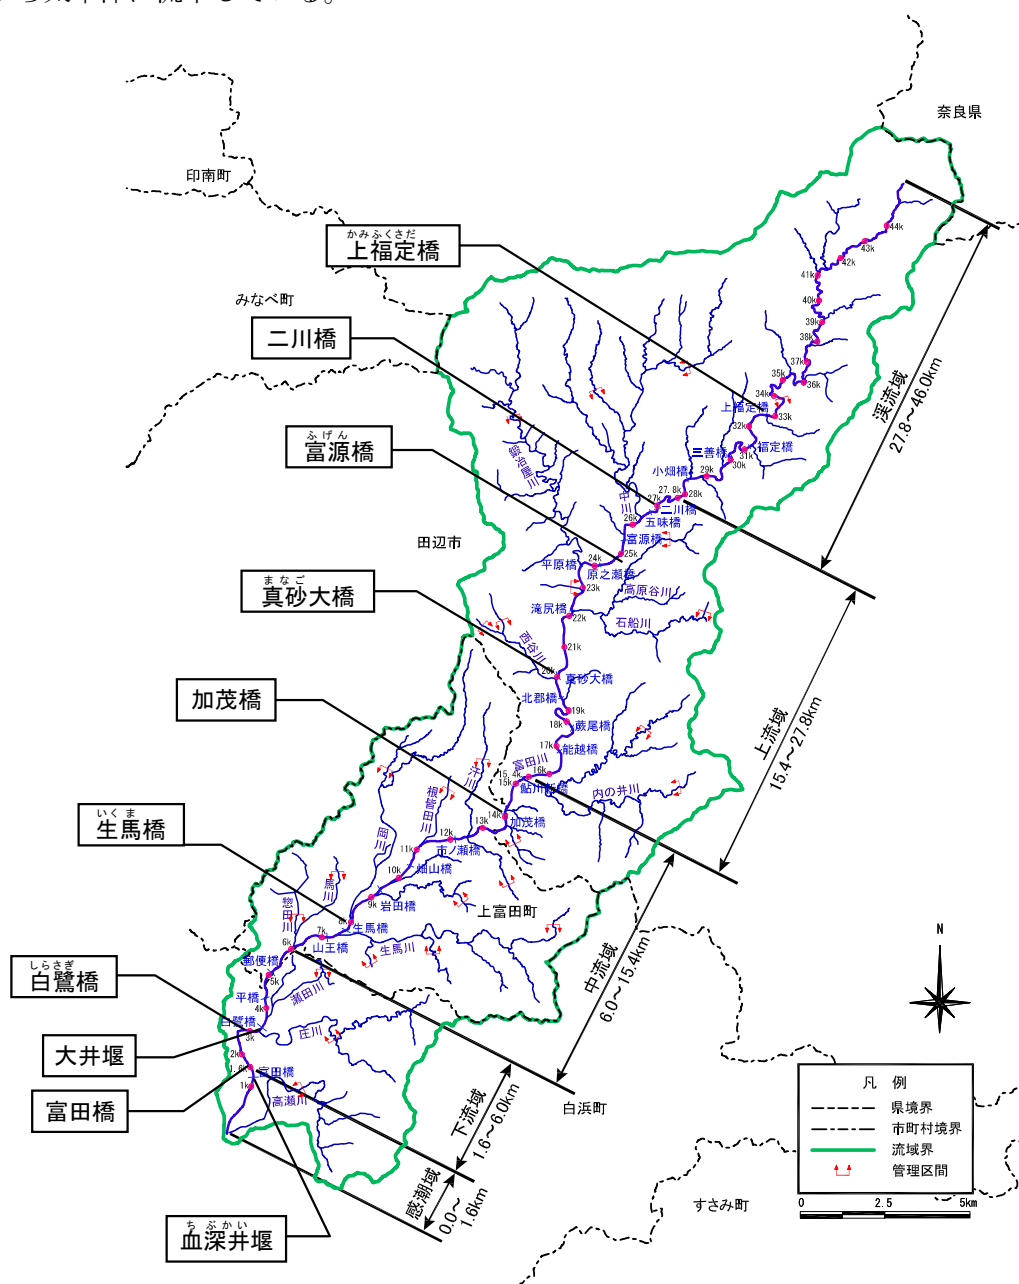 奈良県
印南町
かみふくさだ
上福定橋
みなべ町
二川橋
ふげん
富源橋
田辺市
まなご
真砂大橋
加茂橋
いくま
生馬橋
しらさぎ
白鷺橋
大井堰
富田橋
ちぶかい
血深井堰
44k
43k
42k
41k
40k
39k
38k
37k
36k
35k
34k
上福定橋
33k
32k
三善橋
31k
福定橋
30k
小畑橋
29k
27.8k
28k
27k
二川橋
鍛冶屋川
中川
26k
五味橋
富源橋
25k
平原橋
24k
原之瀬橋
23k
高原谷川
滝尻橋
22k
石船川
西谷川
21k
20k
真砂大橋
北郡橋
19k
18k
蕨尾橋
17k
能越橋
富田川
16k
15.4k
15k
鮎川新橋
内の井川
汗川
根皆田川
14k
加茂橋
13k
岡川
12k
市ノ瀬橋
11k
10k
畑山橋
馬川
9k
岩田橋
上富田町
惣田川
8k
生馬橋
7k
山王橋
生馬川
6k
郵便橋
5k
瀬田川
平橋
4k
白鷺橋
3k
庄川
2k
1.6k
富田橋
1k
高瀬川
渓流域
27.8～46.0km
上流域
15.4～27.8km
中流域
6.0～15.4km
下流域
1.6～6.0km
感潮域
0.0～
1.6km
白浜町
すさみ町
N
凡 例
県境界
市町村境界
流域界
管理区間
0 2.5 5km